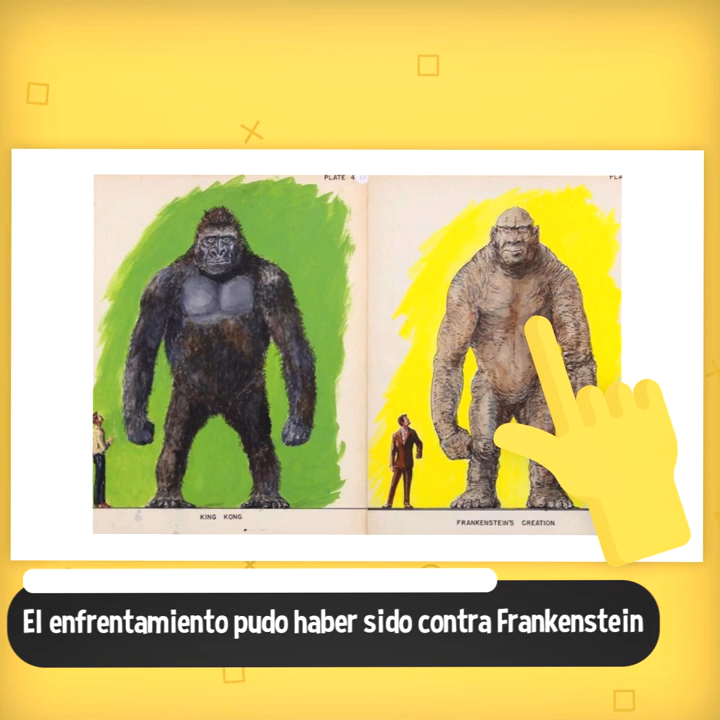 PLATE 4
KING KONG
FRANKENSTEIN'S CREATION.
El enfrentamiento pudo haber sido contra Frankenstein